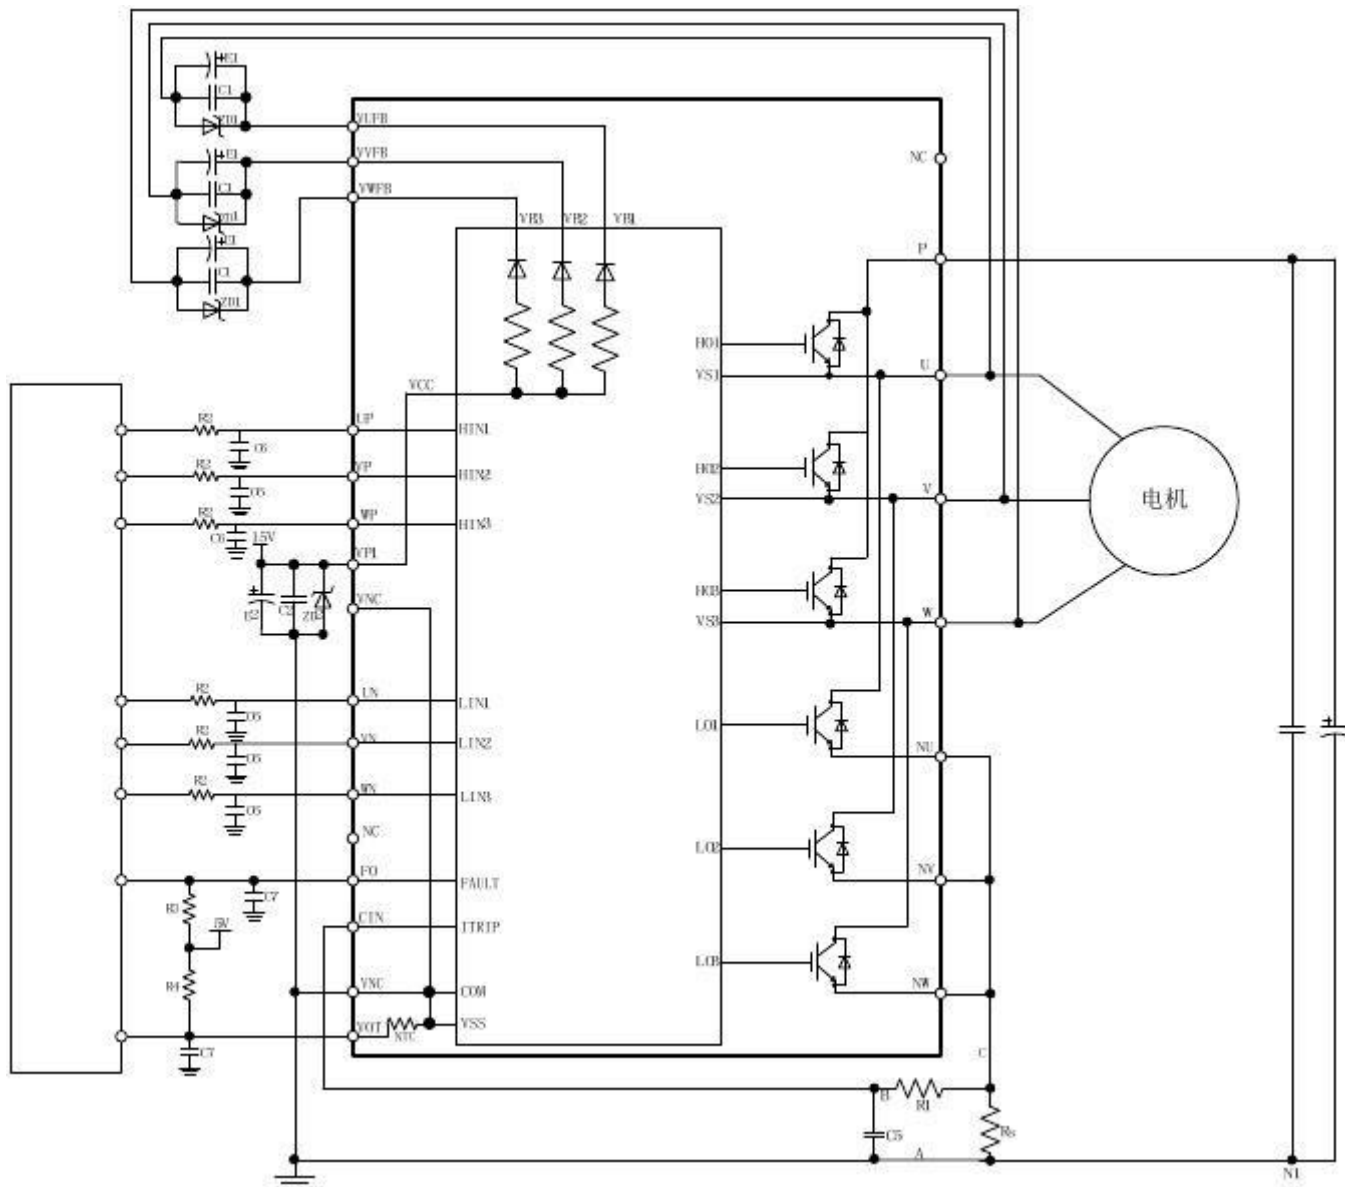 E1
C1
ZD1
VLFB
E1
VVFB
NC
C1
VWFB
ZD1
VB3 VB2 VB1
E1
P
C1
ZD1
HO1
U
VS1
VCC
R2
UP
HIN1
C6
R2
VP
HO2
HIN2
V
C6
VS2
电机
R2
WP
HIN3
C6
15V
VP1
HO3
E2
C2
VNC
W
VS3
R2
UN
LIN1
C6
LO1
R2
VN
LIN2
NU
C6
R2
WN
LIN3
C6
NC
LO2
FO
NV
FAULT
R3
C7
CIN
5V
ITRIP
LO3
R4
VNC
COM
NW
VOT
VSS
NTC
C7
C
B
R1
C5
Rs
A
N1